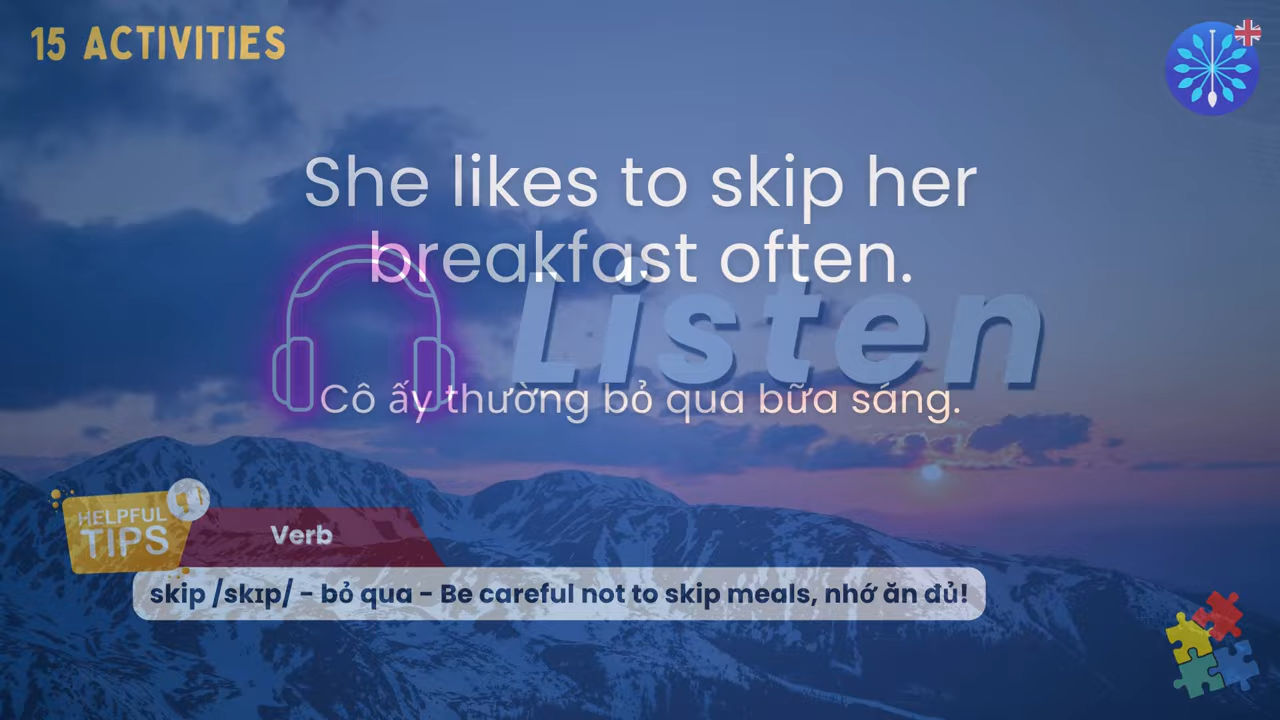 15 ACTIVITIES
She likes to skip her
breakfast often.
Listen
Cô ấy thường bỏ qua bữa sáng.
HELPFUL
TIPS
Verb
skip /skɪp/ - bỏ qua - Be careful not to skip meals, nhớ ăn đủ!